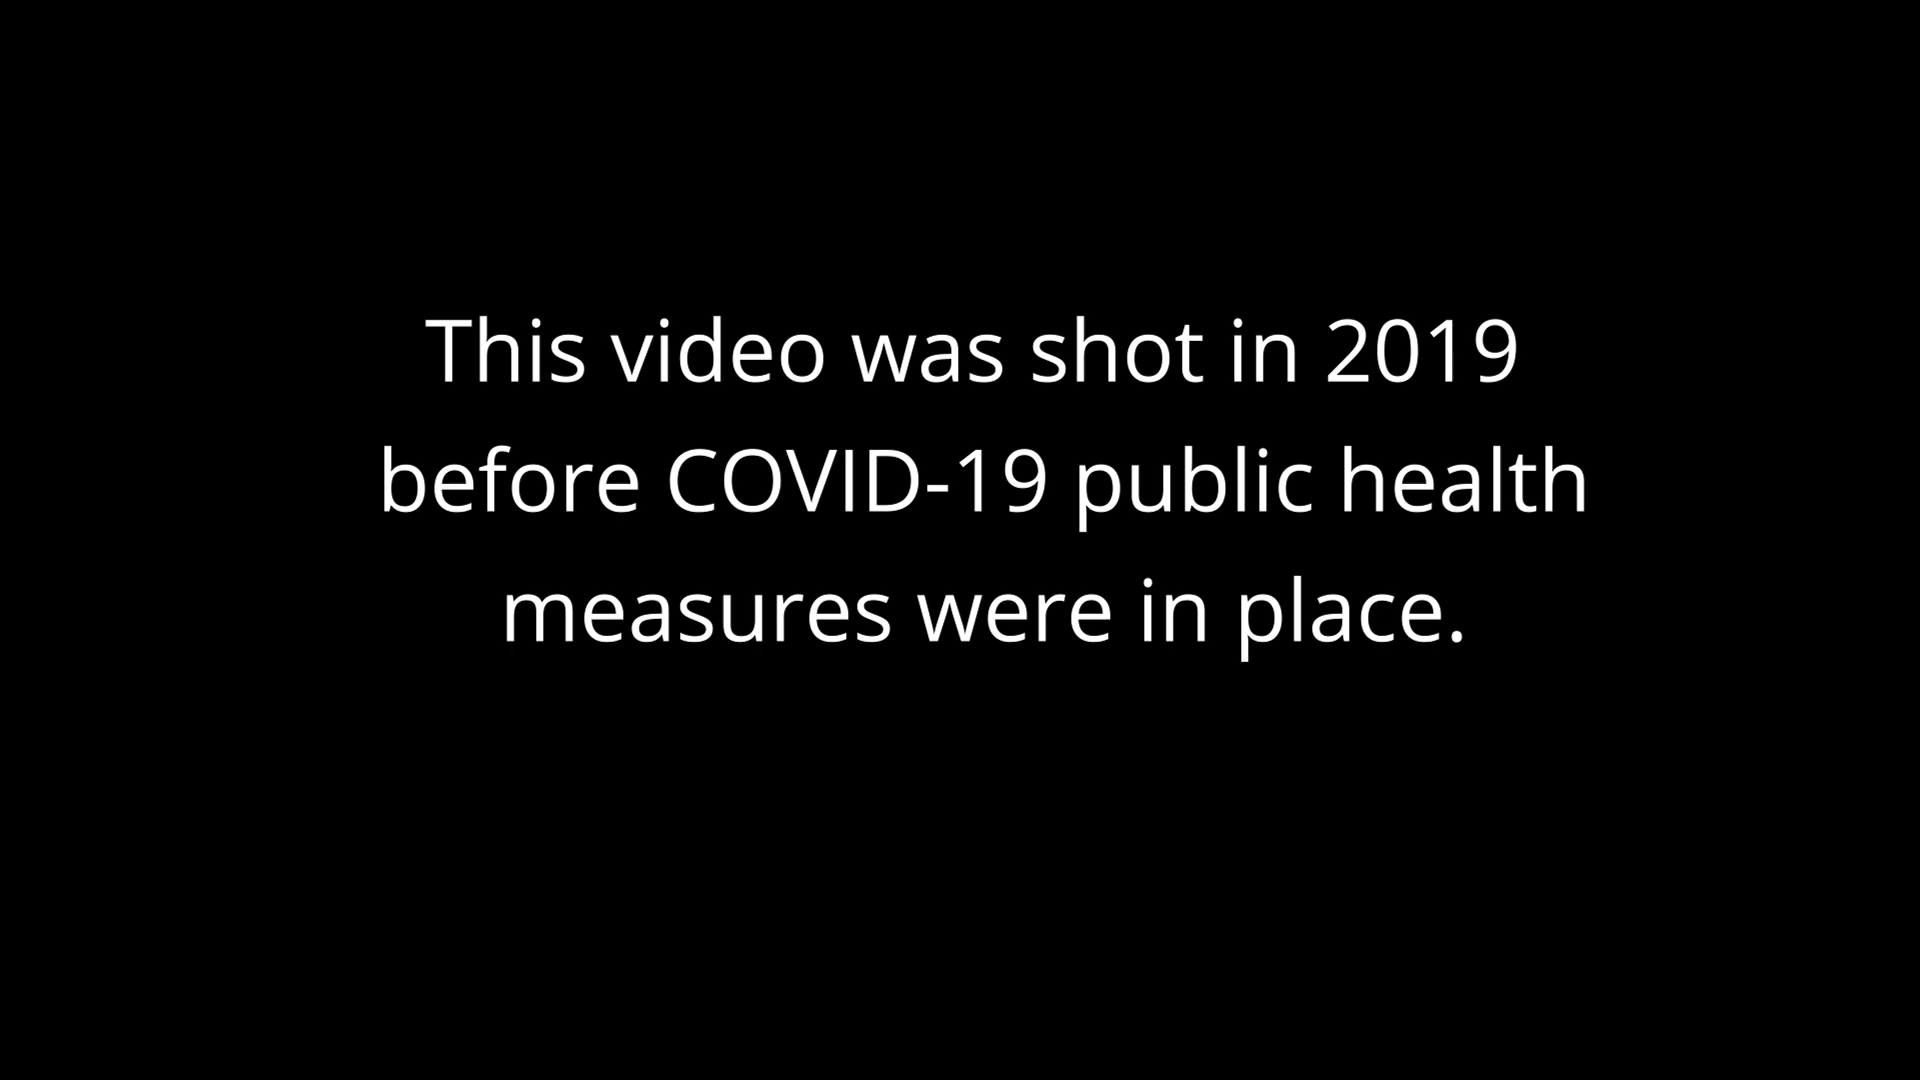 This video was shot in 2019
before COVID-19 public health
measures were in place.